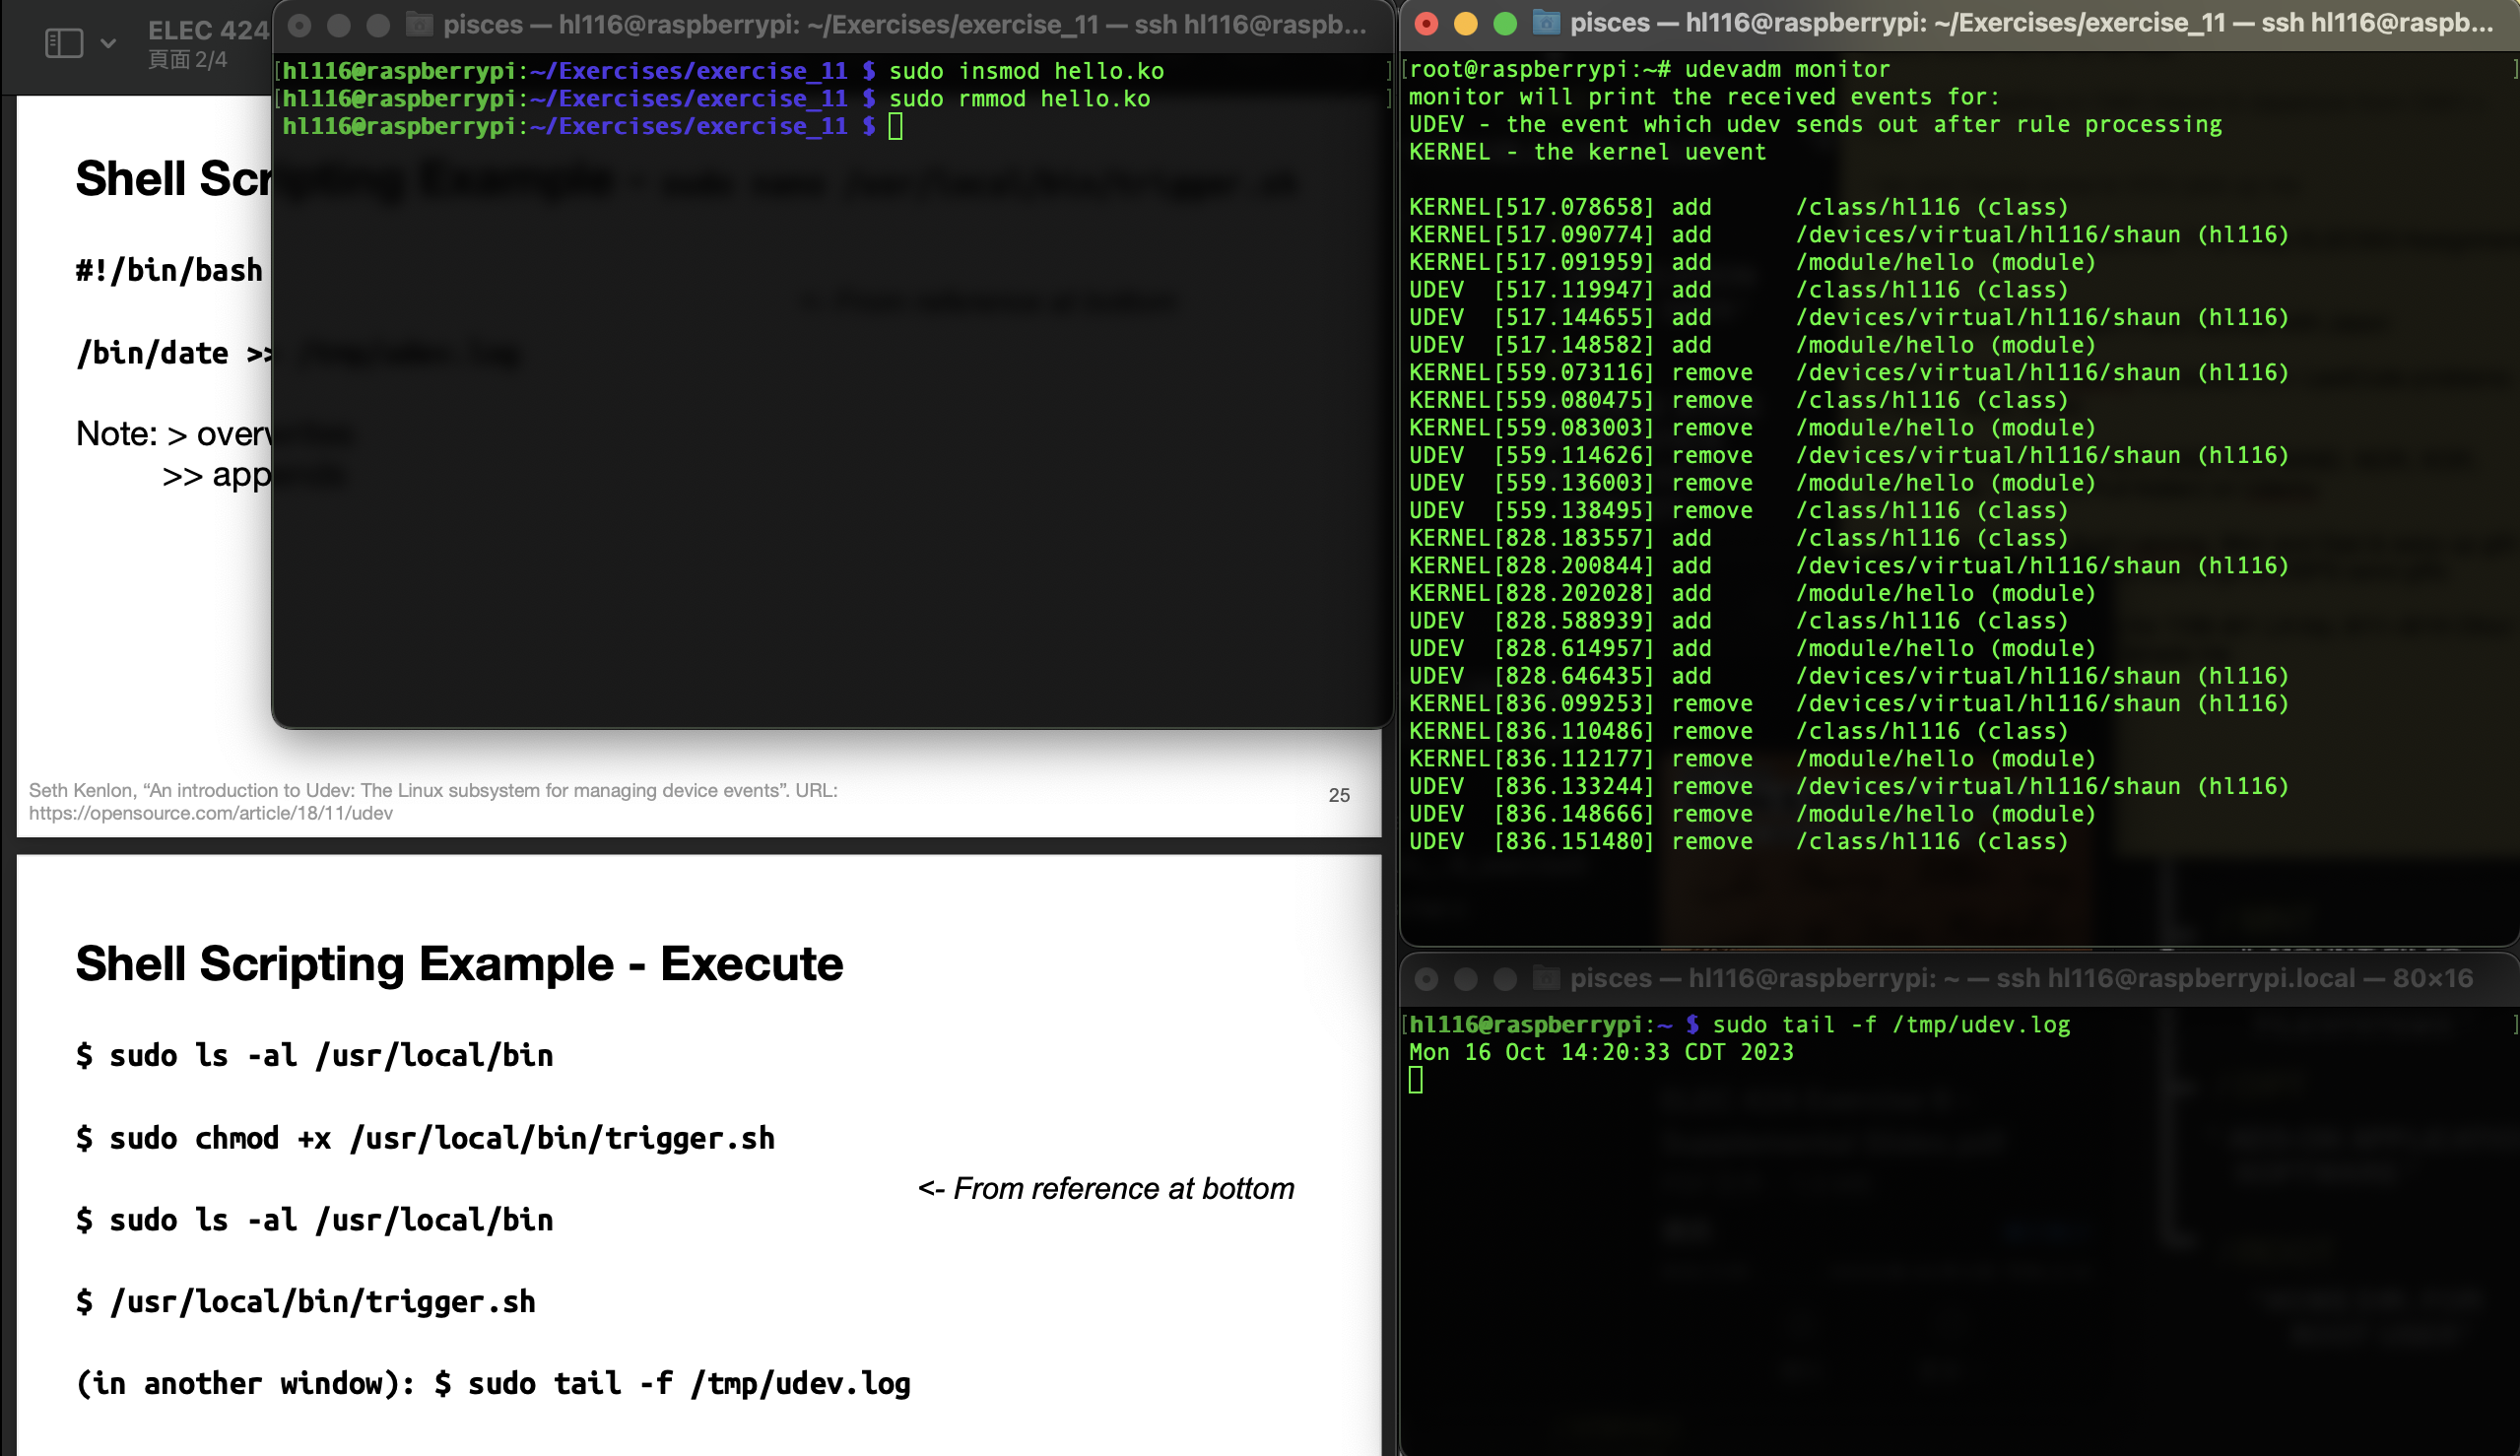 ELEC 424
頁面 2/4
Shell Scripting Example -
#!/bin/bash
/bin/date >>
Note: > over
>> app
Seth Kenlon, “An introduction to Udev: The Linux subsystem for managing device events”. URL:
https://opensource.com/article/18/11/udev
25
Shell Scripting Example - Execute
$ sudo ls -al /usr/local/bin
$ sudo chmod +x /usr/local/bin/trigger.sh
<- From reference at bottom
$ sudo ls -al /usr/local/bin
$ /usr/local/bin/trigger.sh
(in another window): $ sudo tail -f /tmp/udev.log
pisces — hl116@raspberrypi: ~/Exercises/exercise_11 — ssh hl116@raspb...
[hl116@raspberrypi:~/Exercises/exercise_11 $ sudo insmod hello.ko ]
[hl116@raspberrypi:~/Exercises/exercise_11 $ sudo rmmod hello.ko ]
hl116@raspberrypi:~/Exercises/exercise_11 $
pisces — hl116@raspberrypi: ~/Exercises/exercise_11 — ssh hl116@raspb...
[root@raspberrypi:~# udevadm monitor ]
monitor will print the received events for:
UDEV - the event which udev sends out after rule processing
KERNEL - the kernel uevent
KERNEL[517.078658] add /class/hl116 (class)
KERNEL[517.090774] add /devices/virtual/hl116/shaun (hl116)
KERNEL[517.091959] add /module/hello (module)
UDEV [517.119947] add /class/hl116 (class)
UDEV [517.144655] add /devices/virtual/hl116/shaun (hl116)
UDEV [517.148582] add /module/hello (module)
KERNEL[559.073116] remove /devices/virtual/hl116/shaun (hl116)
KERNEL[559.080475] remove /class/hl116 (class)
KERNEL[559.083003] remove /module/hello (module)
UDEV [559.114626] remove /devices/virtual/hl116/shaun (hl116)
UDEV [559.136003] remove /module/hello (module)
UDEV [559.138495] remove /class/hl116 (class)
KERNEL[828.183557] add /class/hl116 (class)
KERNEL[828.200844] add /devices/virtual/hl116/shaun (hl116)
KERNEL[828.202028] add /module/hello (module)
UDEV [828.588939] add /class/hl116 (class)
UDEV [828.614957] add /module/hello (module)
UDEV [828.646435] add /devices/virtual/hl116/shaun (hl116)
KERNEL[836.099253] remove /devices/virtual/hl116/shaun (hl116)
KERNEL[836.110486] remove /class/hl116 (class)
KERNEL[836.112177] remove /module/hello (module)
UDEV [836.133244] remove /devices/virtual/hl116/shaun (hl116)
UDEV [836.148666] remove /module/hello (module)
UDEV [836.151480] remove /class/hl116 (class)
pisces — hl116@raspberrypi: ~ — ssh hl116@raspberrypi.local — 80×16
[hl116@raspberrypi:~ $ sudo tail -f /tmp/udev.log ]
Mon 16 Oct 14:20:33 CDT 2023